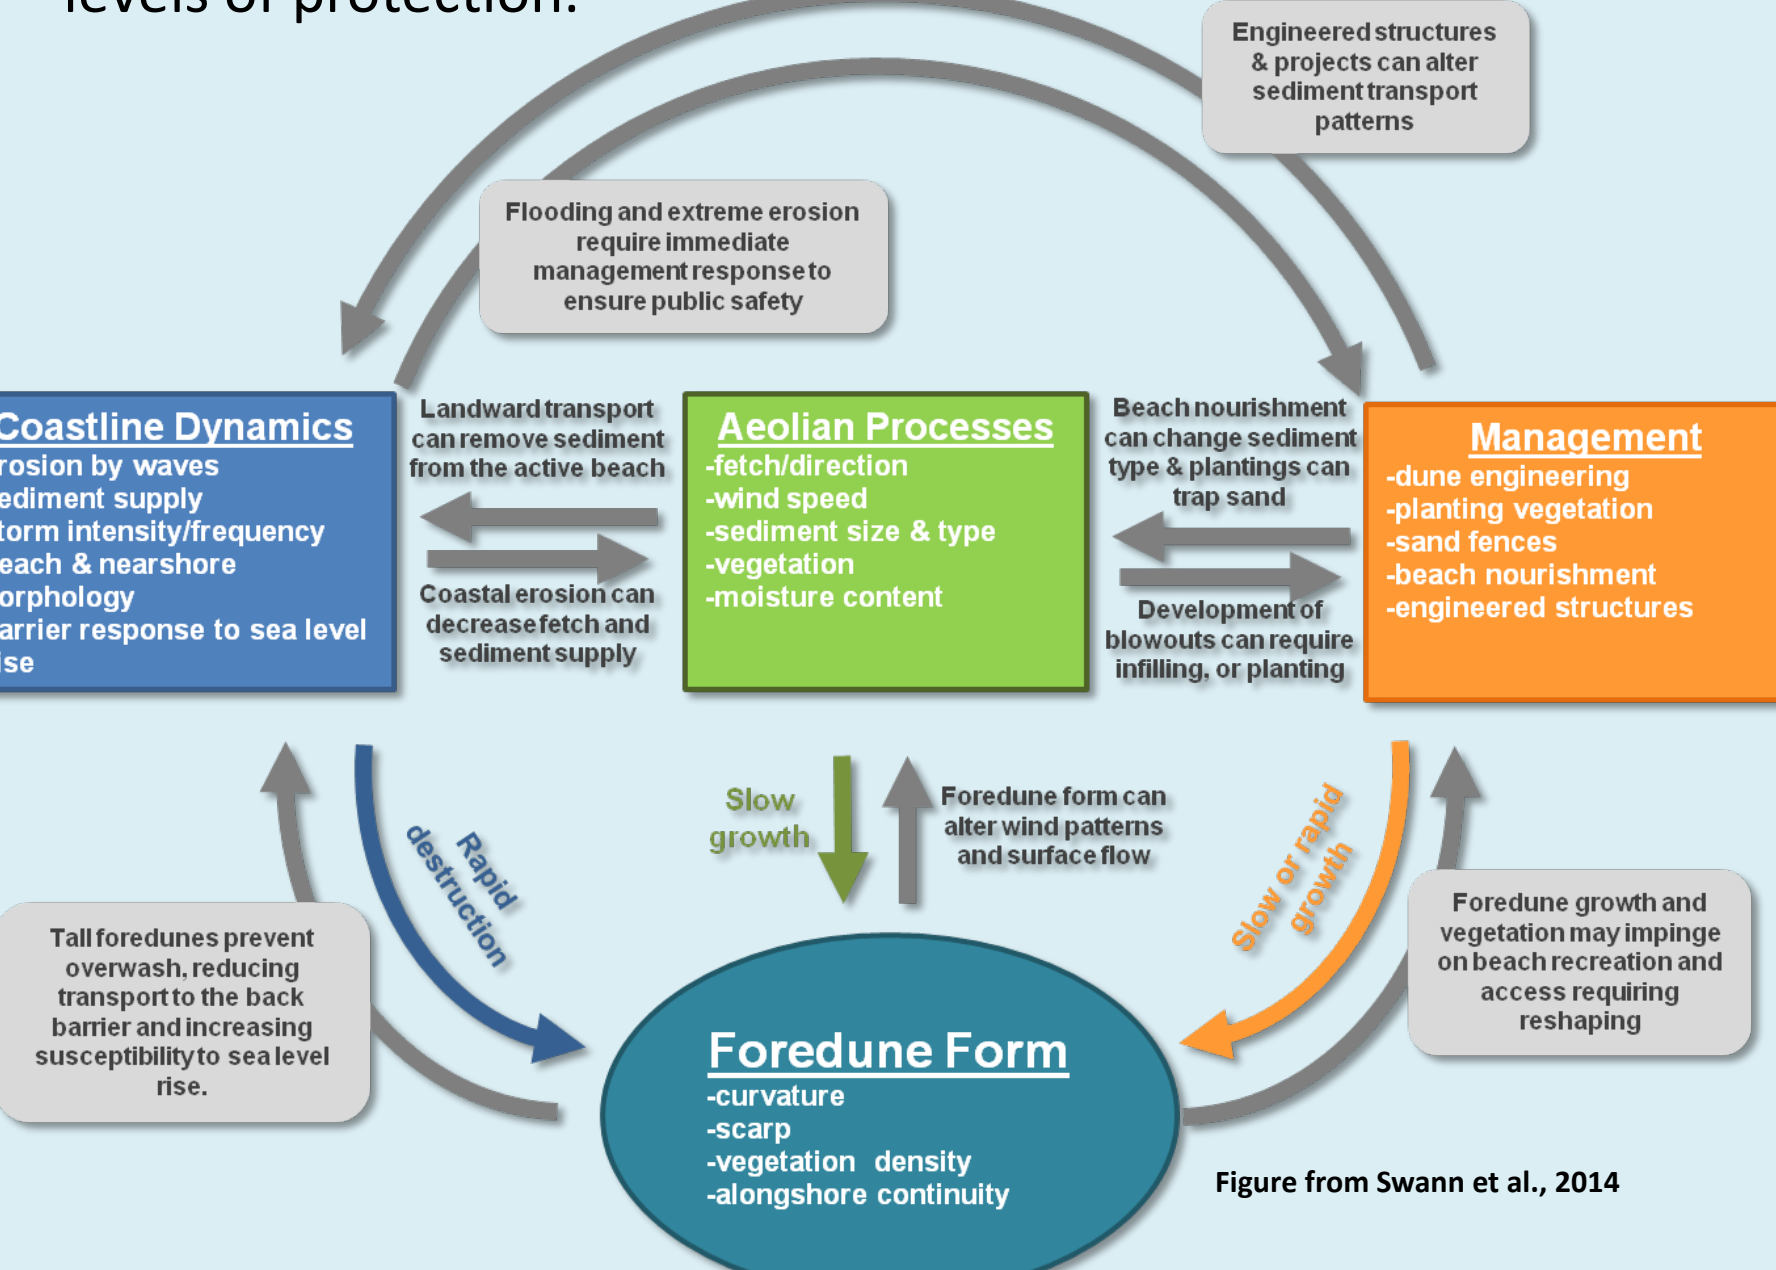 levels of protection.
Engineered structures
& projects can alter
sediment transport
patterns
Flooding and extreme erosion
require immediate
management response to
ensure public safety
Coastline Dynamics
rosion by waves
ediment supply
torm intensity/frequency
each & nearshore
orphology
arrier response to sea level
ise
Landward transport
can remove sediment
from the active beach
Coastal erosion can
decrease fetch and
sediment supply
Aeolian Processes
-fetch/direction
-wind speed
-sediment size & type
-vegetation
-moisture content
Beach nourishment
can change sediment
type & plantings can
trap sand
Development of
blowouts can require
infilling, or planting
Management
-dune engineering
-planting vegetation
-sand fences
-beach nourishment
-engineered structures
Rapid
destruction
Slow
growth
Foredune form can
alter wind patterns
and surface flow
Slow or rapid
growth
Tall foredunes prevent
overwash, reducing
transport to the back
barrier and increasing
susceptibility to sea level
rise.
Foredune growth and
vegetation may impinge
on beach recreation and
access requiring
reshaping
Foredune Form
-curvature
-scarp
-vegetation density
-alongshore continuity
Figure from Swann et al., 2014